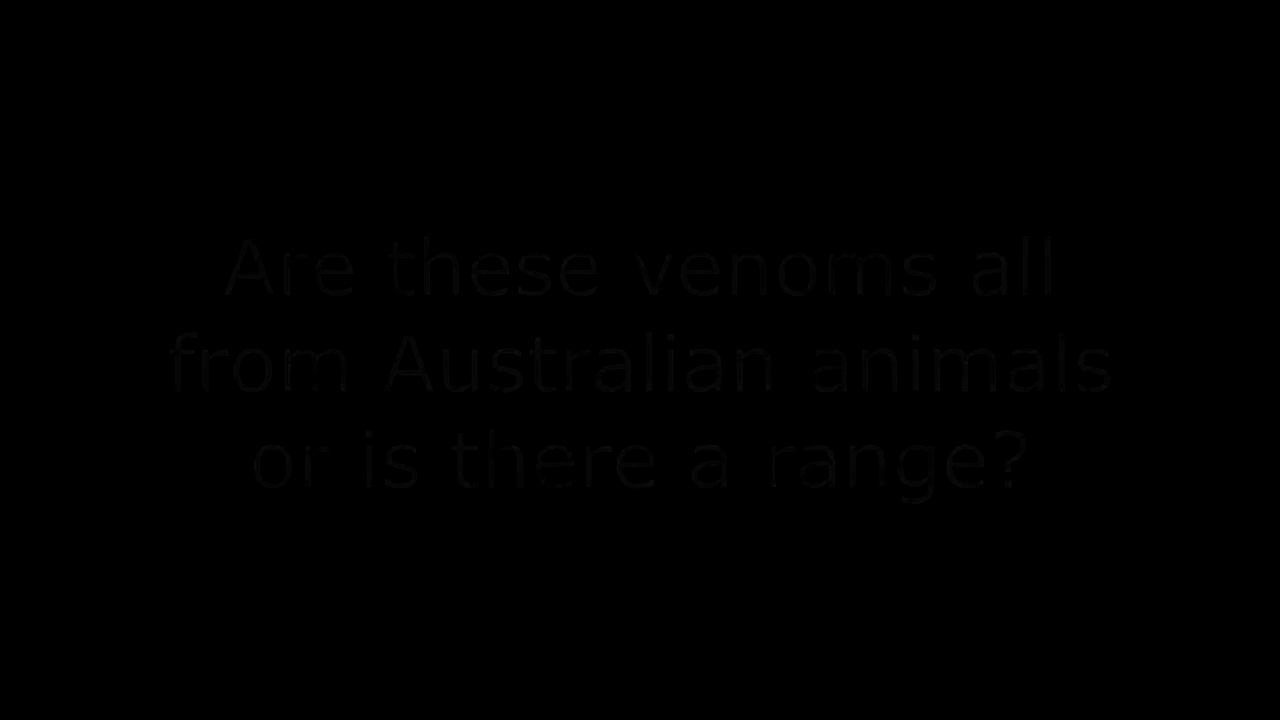 Are these venoms all
from Australian animals
or is there a range?